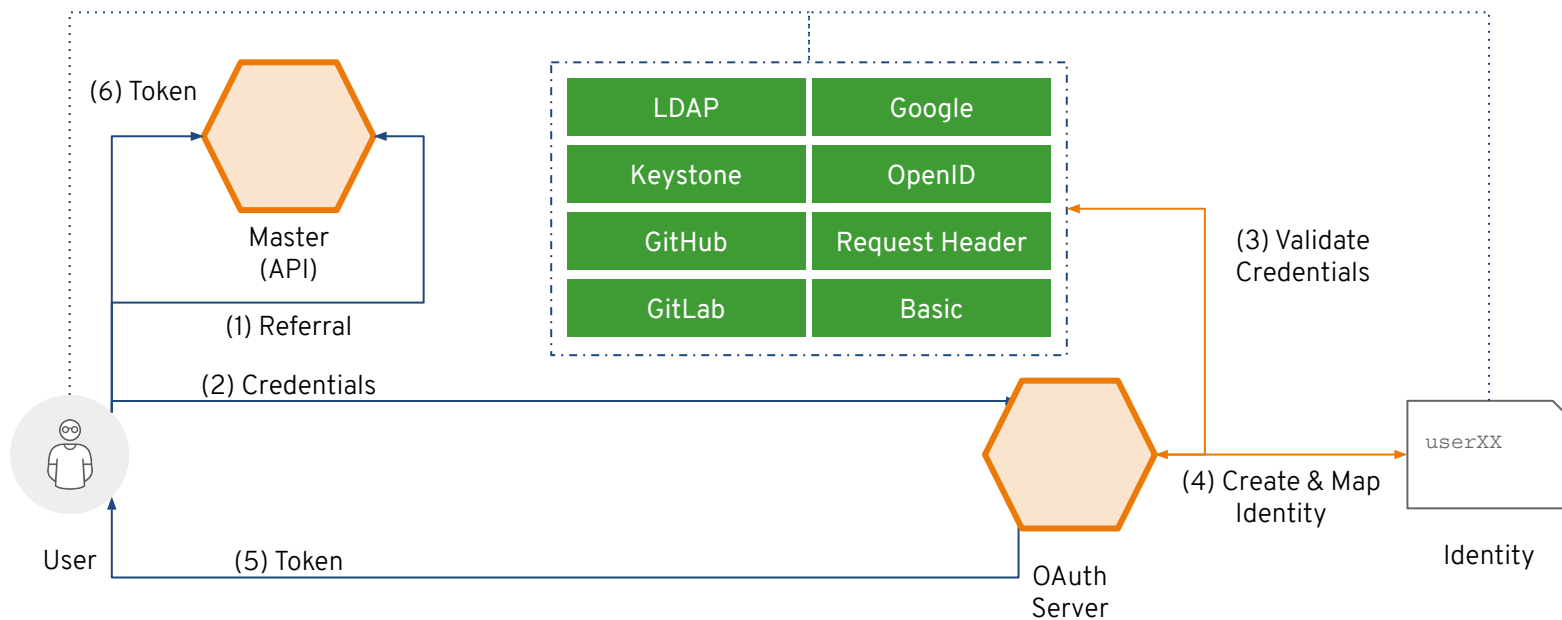 (6) Token
LDAP
Google
Keystone
OpenID
GitHub
Request Header
GitLab
Basic
Master
(API)
(1) Referral
(3) Validate
Credentials
(2) Credentials
userXX
(4) Create & Map
Identity
User
(5) Token
OAuth
Server
Identity